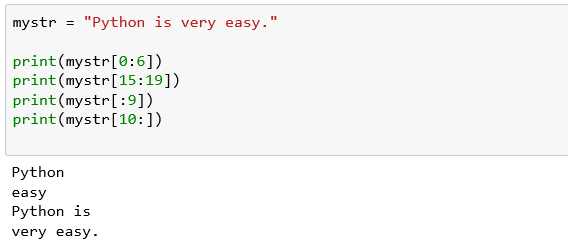 mystr = "Python is very easy."
print(mystr[0:6])
print(mystr[15:19])
print(mystr[:9])
print(mystr[10:])
Python
easy
Python is
very easy.